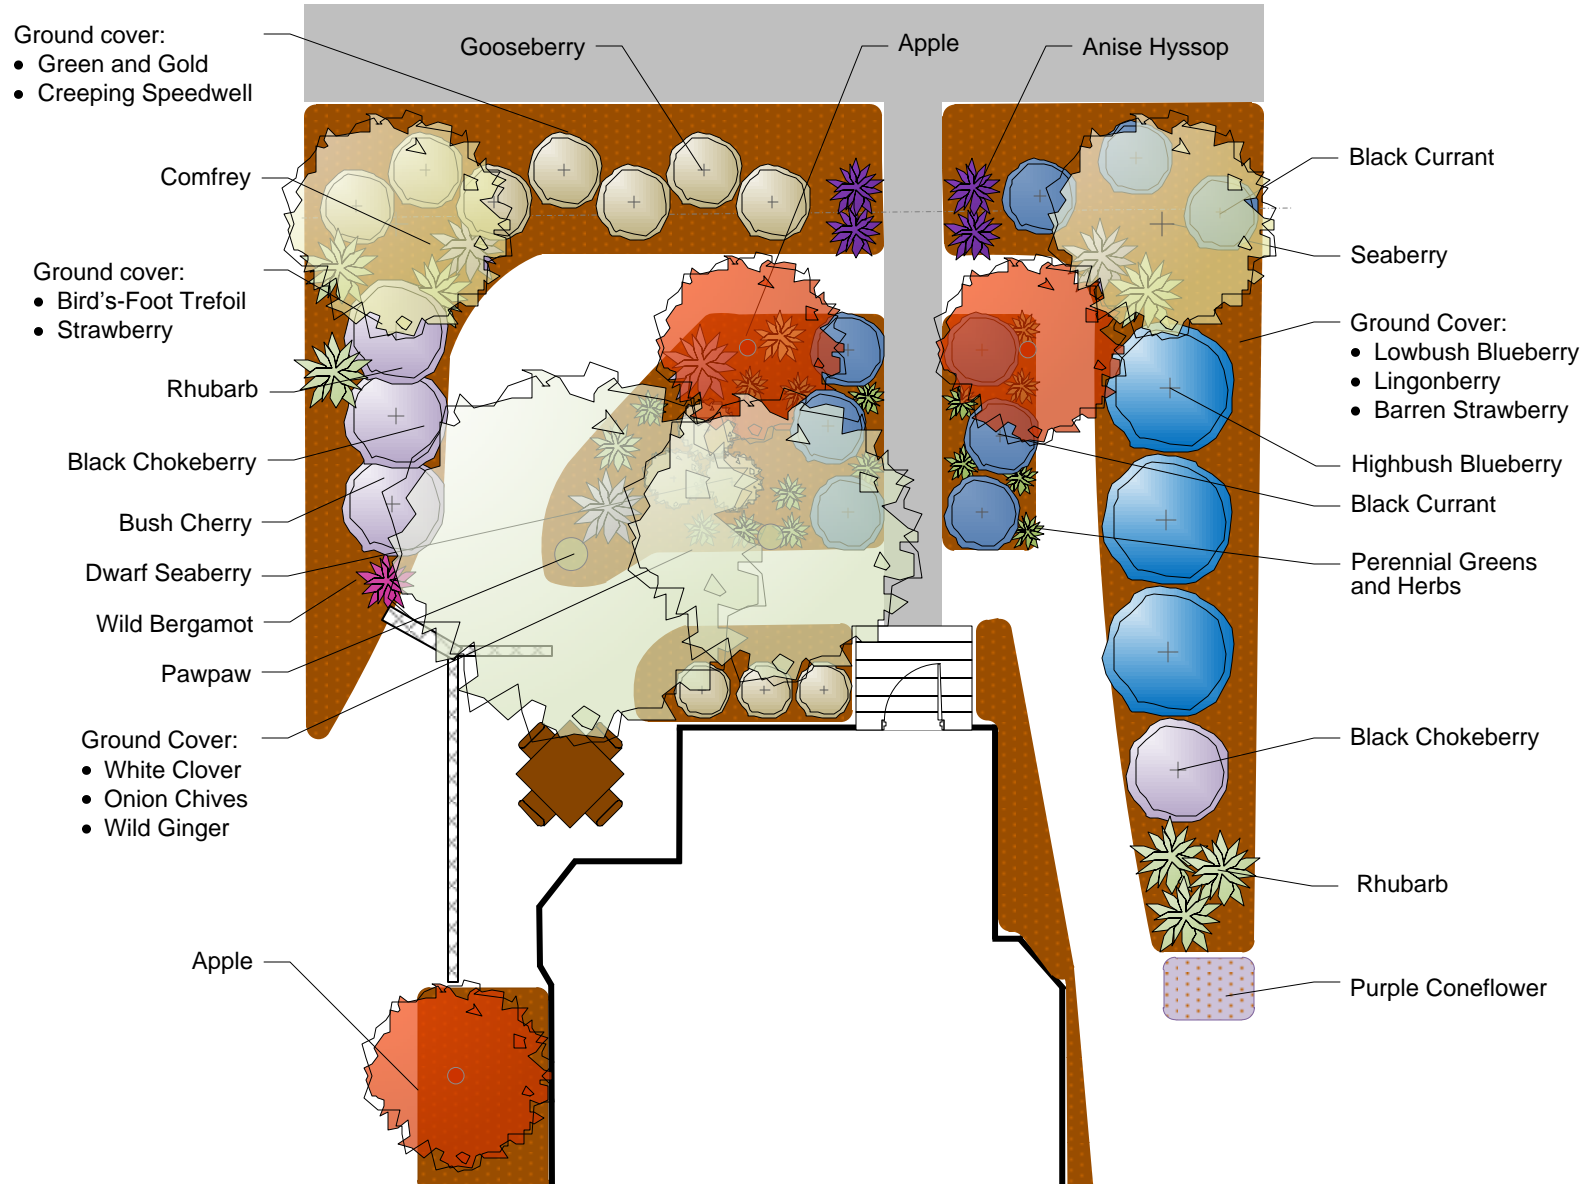 Ground cover:
• Green and Gold
• Creeping Speedwell
Gooseberry
Apple
Anise Hyssop
Comfrey
Black Currant
Ground cover:
• Bird's-Foot Trefoil
• Strawberry
Seaberry
Rhubarb
Ground Cover:
• Lowbush Blueberry
• Lingonberry
• Barren Strawberry
Black Chokeberry
Highbush Blueberry
Bush Cherry
Black Currant
Dwarf Seaberry
Perennial Greens
and Herbs
Wild Bergamot
Pawpaw
Ground Cover:
• White Clover
• Onion Chives
• Wild Ginger
Black Chokeberry
Rhubarb
Apple
Purple Coneflower